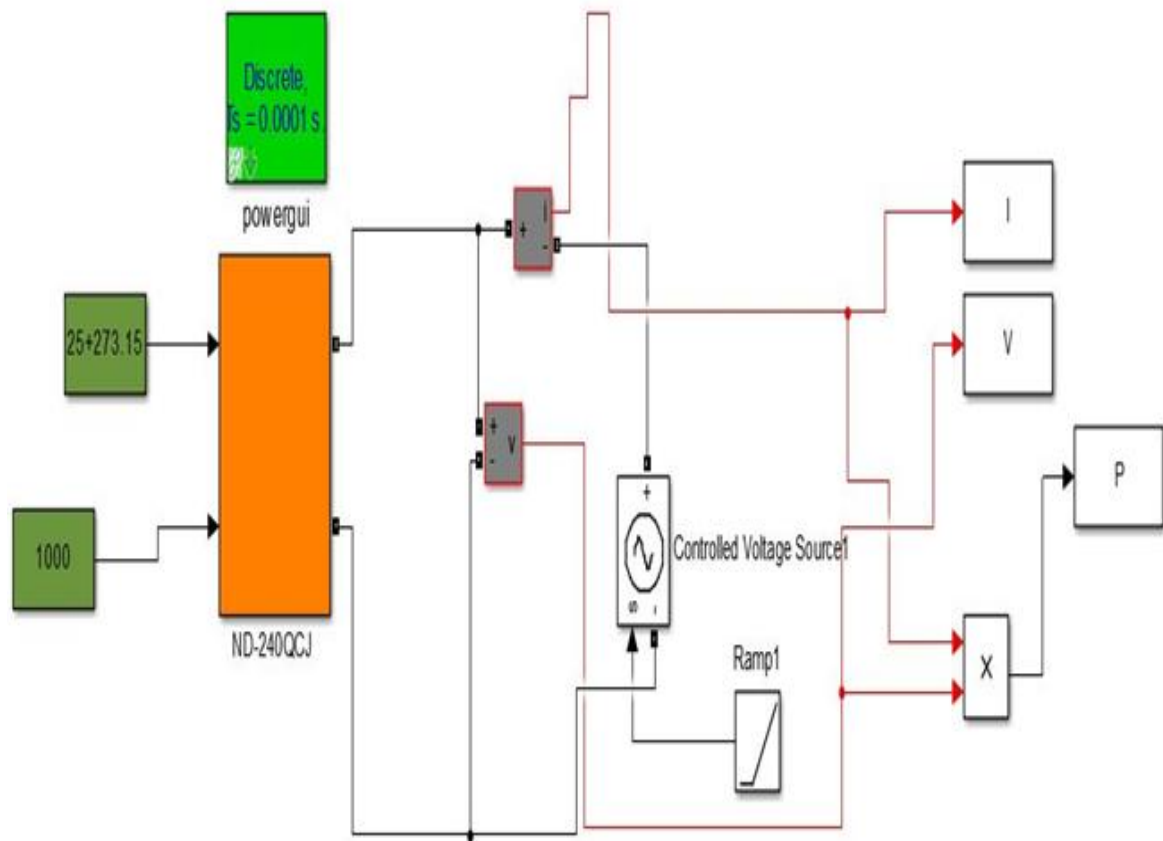 Discrete,
Ts = 0.0001 s.
powergui
25+273.15
1000
ND-240QCJ
I
+
-
+
-
v
+
s
-
Controlled Voltage Source1
Ramp1
I
V
P
×